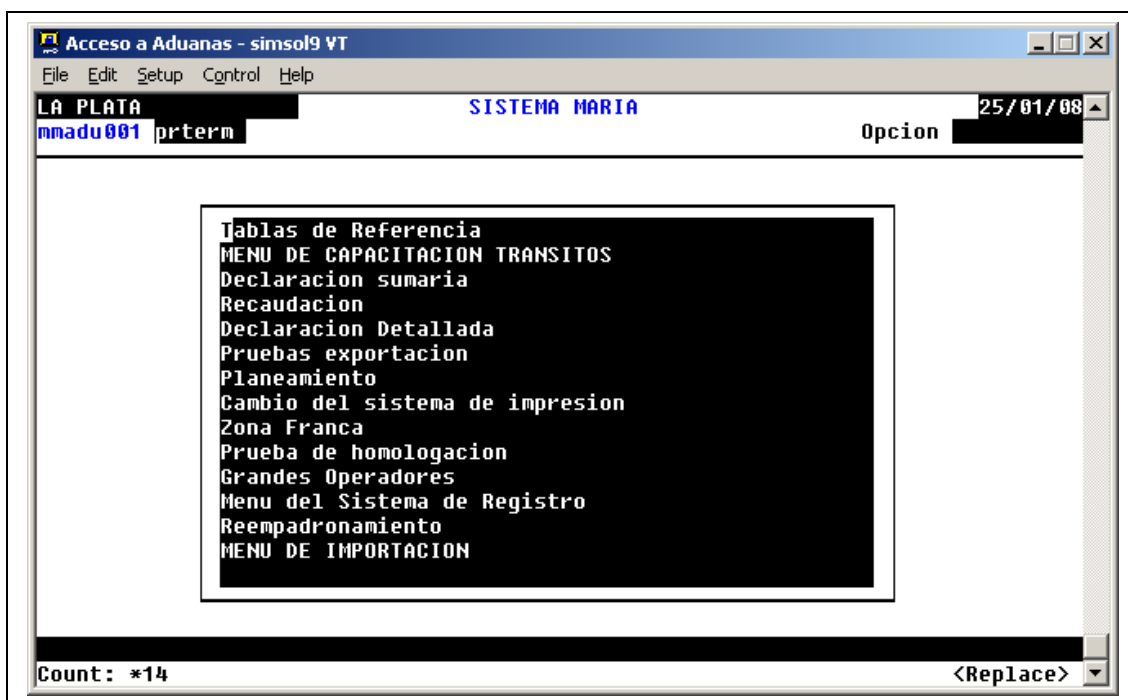 Acceso a Aduanas - simsol9 VT
File Edit Setup Control Help
LA PLATA SISTEMA MARIA 25/01/08
mmadu001 prterm Opcion
Tablas de Referencia
MENU DE CAPACITACION TRANSITOS
Declaracion sumaria
Recaudacion
Declaracion Detallada
Pruebas exportacion
Planeamiento
Cambio del sistema de impresion
Zona Franca
Prueba de homologacion
Grandes Operadores
Menu del Sistema de Registro
Reempadronamiento
MENU DE IMPORTACION
Count: *14 <Replace>